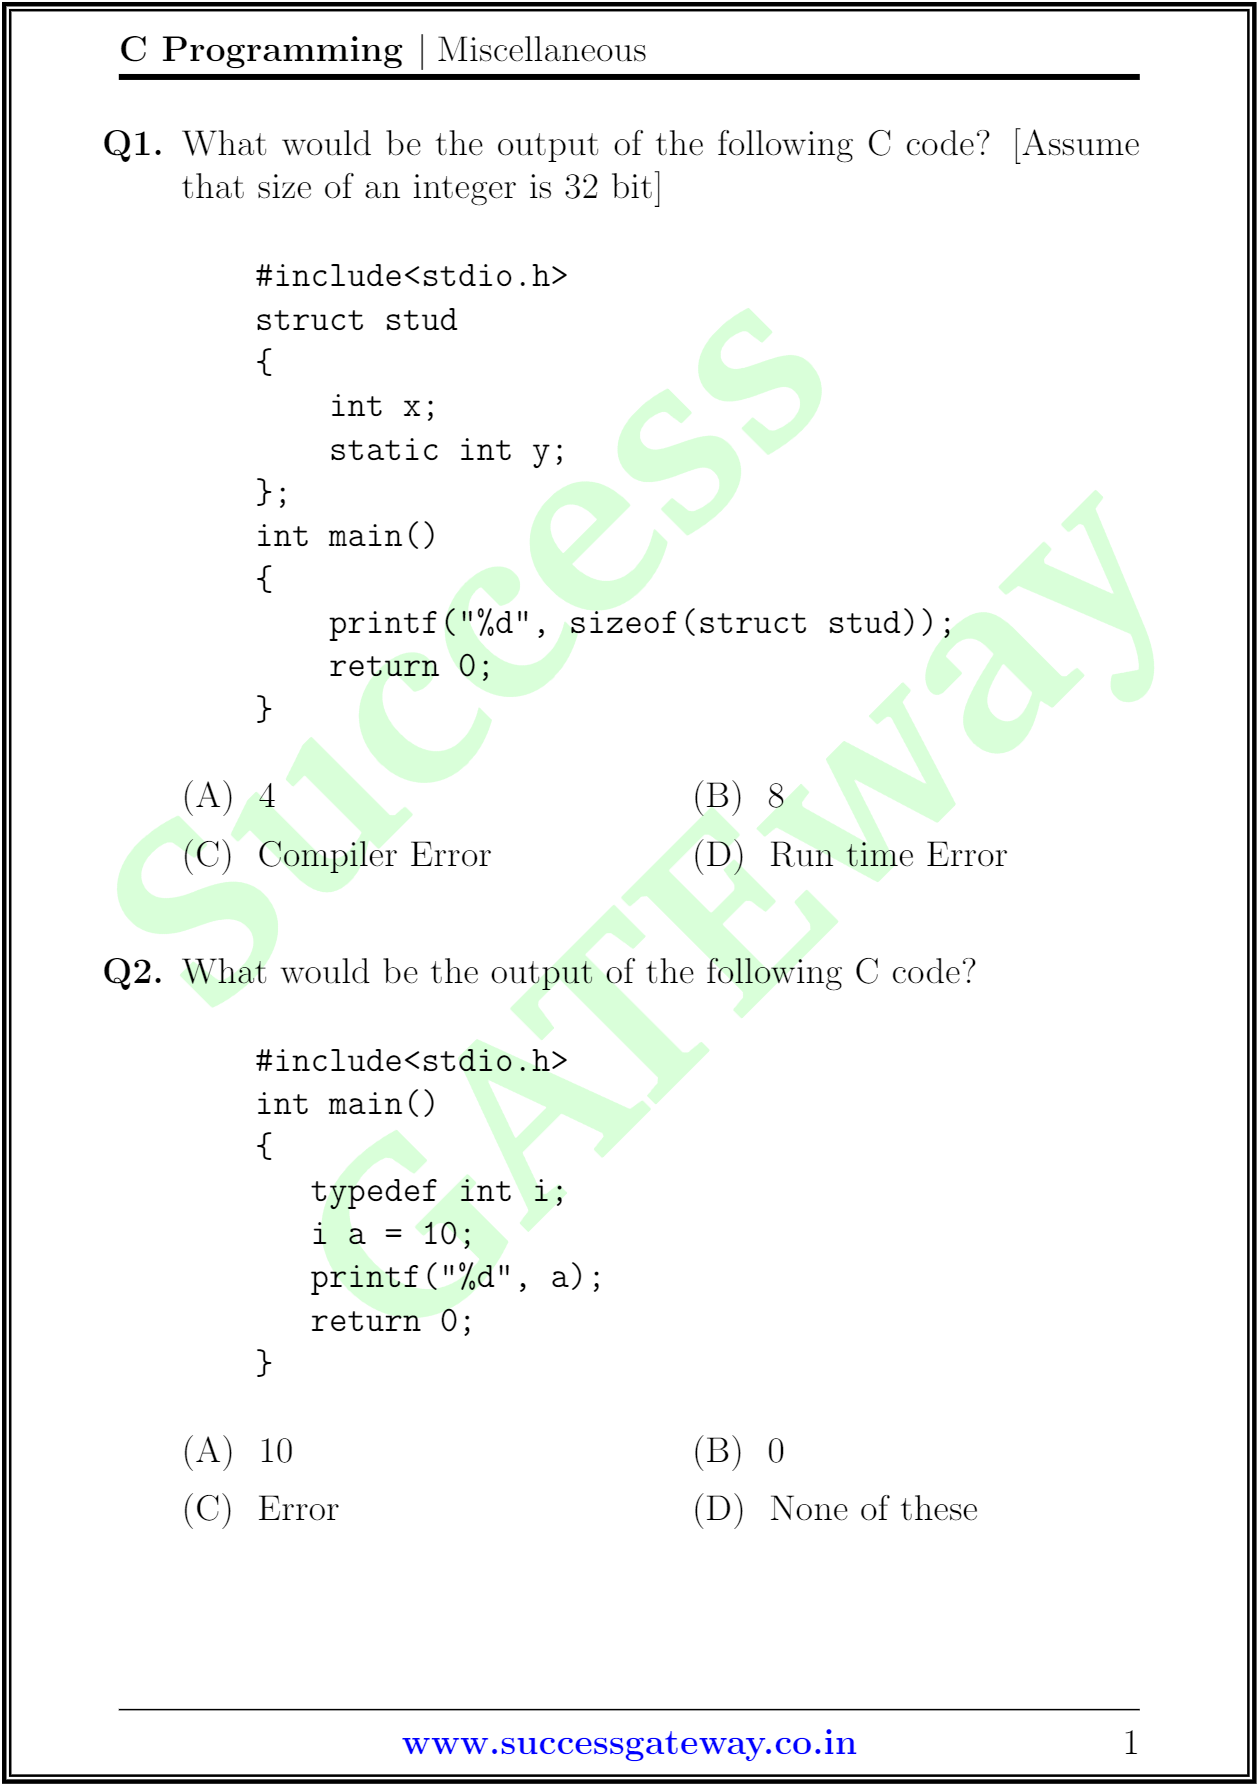 C Programming | Miscellaneous
Q1. What would be the output of the following C code? [Assume
that size of an integer is 32 bit]
#include<stdio.h>
struct stud
{
    int x;
    static int y;
};
int main()
{
    printf("%d", sizeof(struct stud));
    return 0;
}
(A) 4 (B) 8
(C) Compiler Error (D) Run time Error
Q2. What would be the output of the following C code?
#include<stdio.h>
int main()
{
   typedef int i;
   i a = 10;
   printf("%d", a);
   return 0;
}
(A) 10 (B) 0
(C) Error (D) None of these
www.successgateway.co.in 1
Success
GATEway